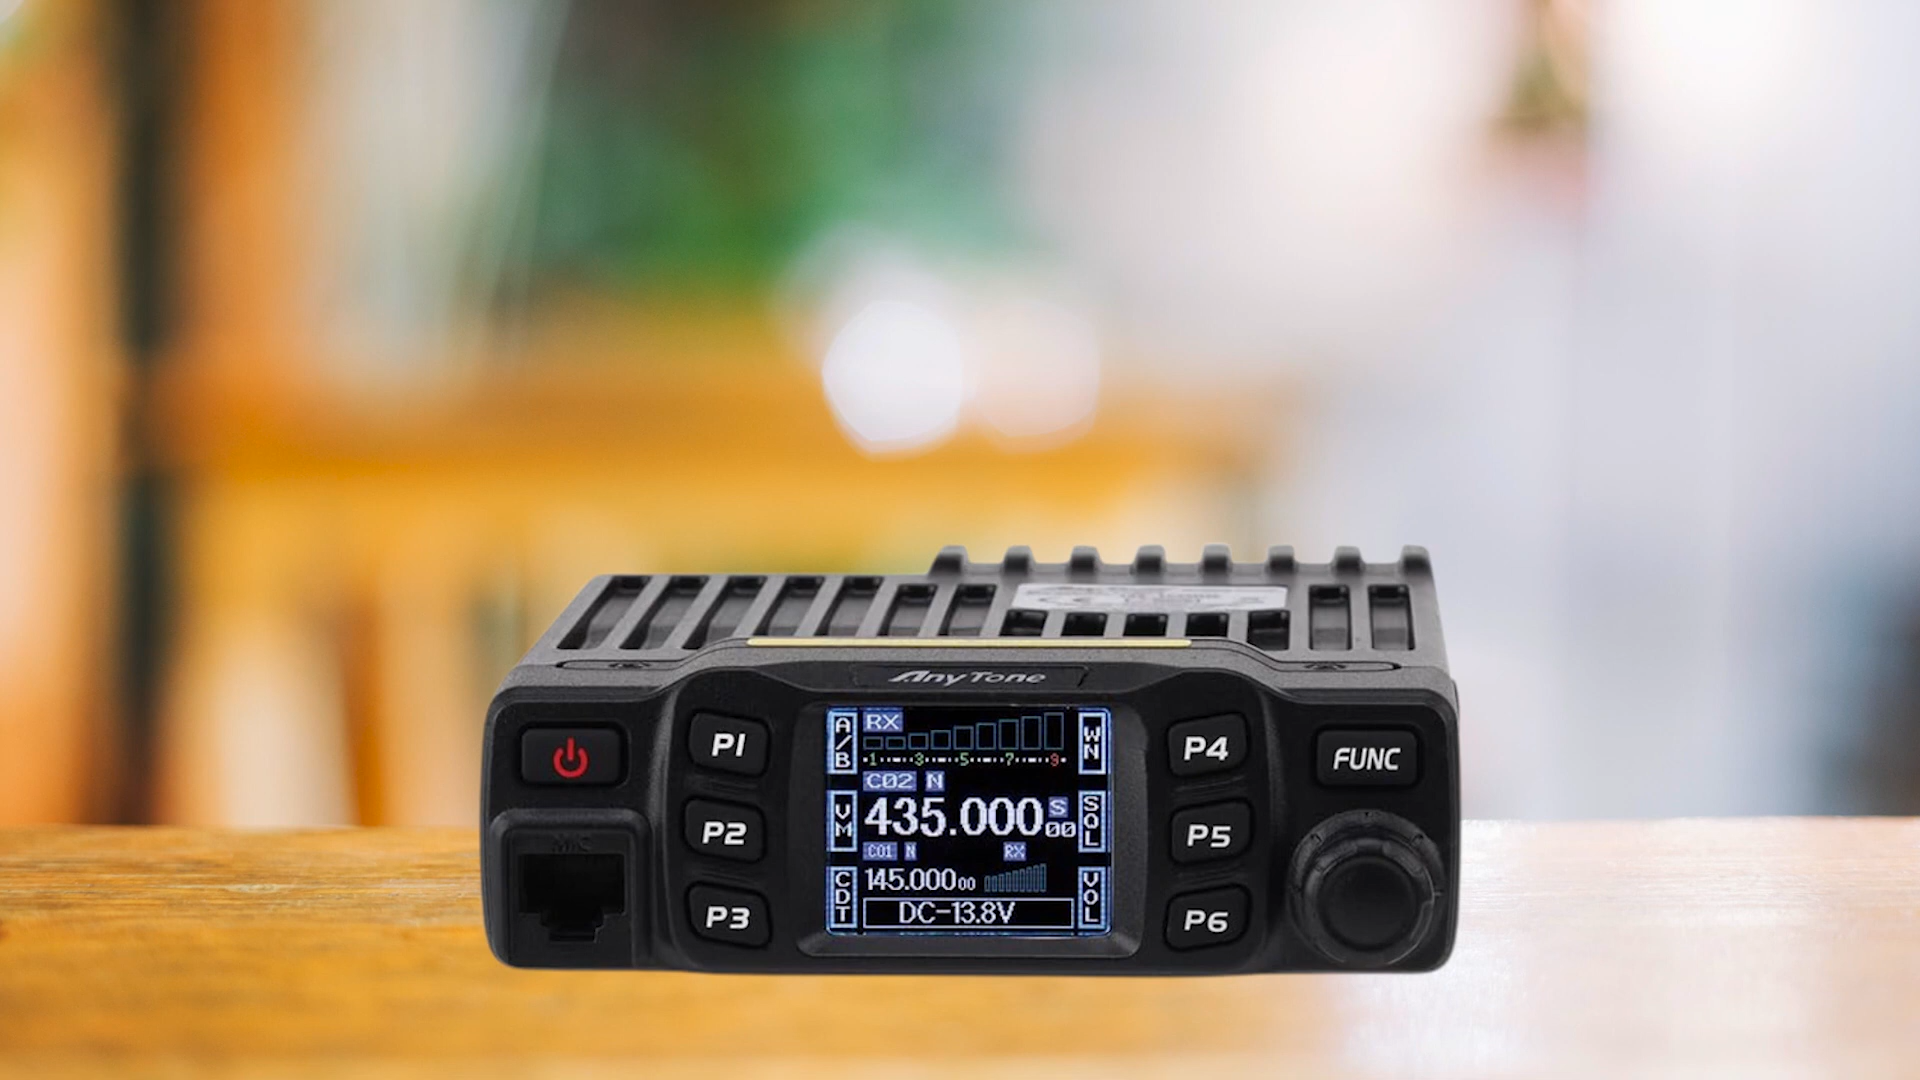 AnyTone
P1
P2
P3
MIC
A/B
VM
CDT
RX
1 3 5 7 9
C02 N
435.000 00 S
C01 N RX
145.000 00
DC-13.8V
WN
SQL
VOL
P4
P5
P6
FUNC